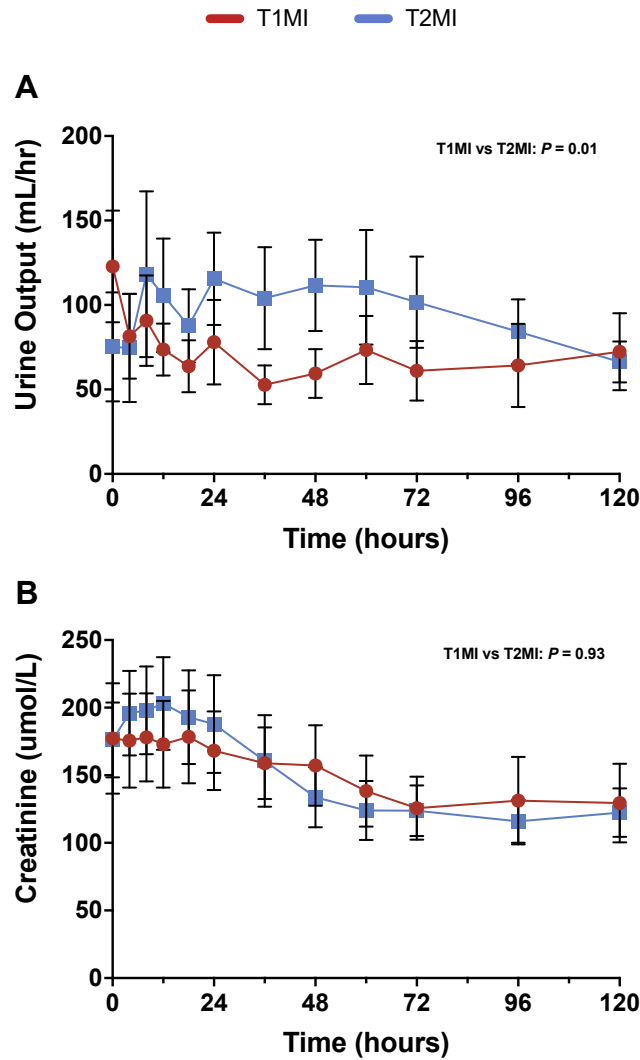 T1MI T2MI
A
Urine Output (mL/hr)
200
150
100
50
0
T1MI vs T2MI: P = 0.01
0 24 48 72 96 120
Time (hours)
B
Creatinine (umol/L)
250
200
150
100
50
0
T1MI vs T2MI: P = 0.93
0 24 48 72 96 120
Time (hours)